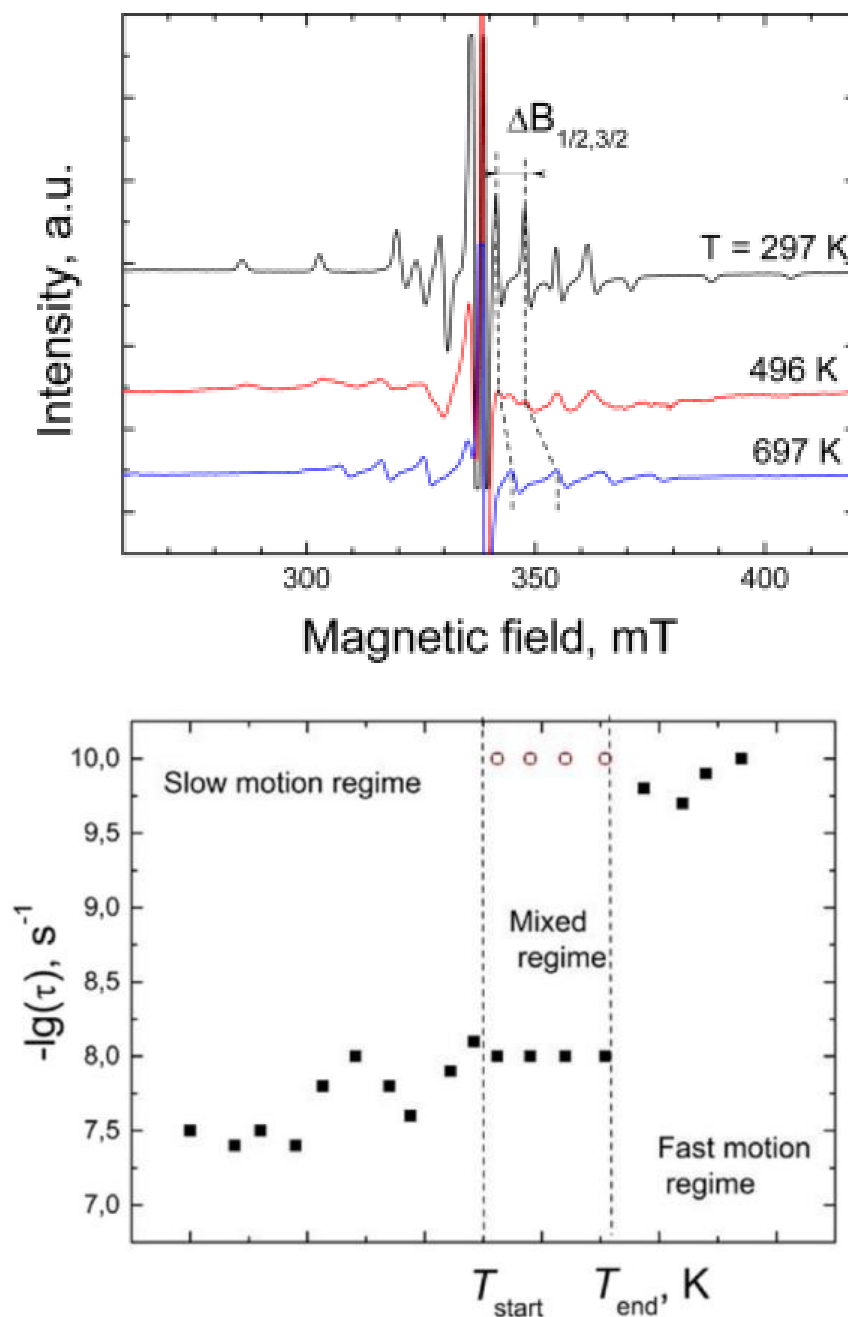 ΔB1/2,3/2
T = 297 K
496 K
697 K
Intensity, a.u.
300 350 400
Magnetic field, mT
10,0
Slow motion regime
9,5
9,0
Mixed
regime
8,5
-lg(τ), s-1
8,0
7,5
Fast motion
regime
7,0
Tstart Tend, K